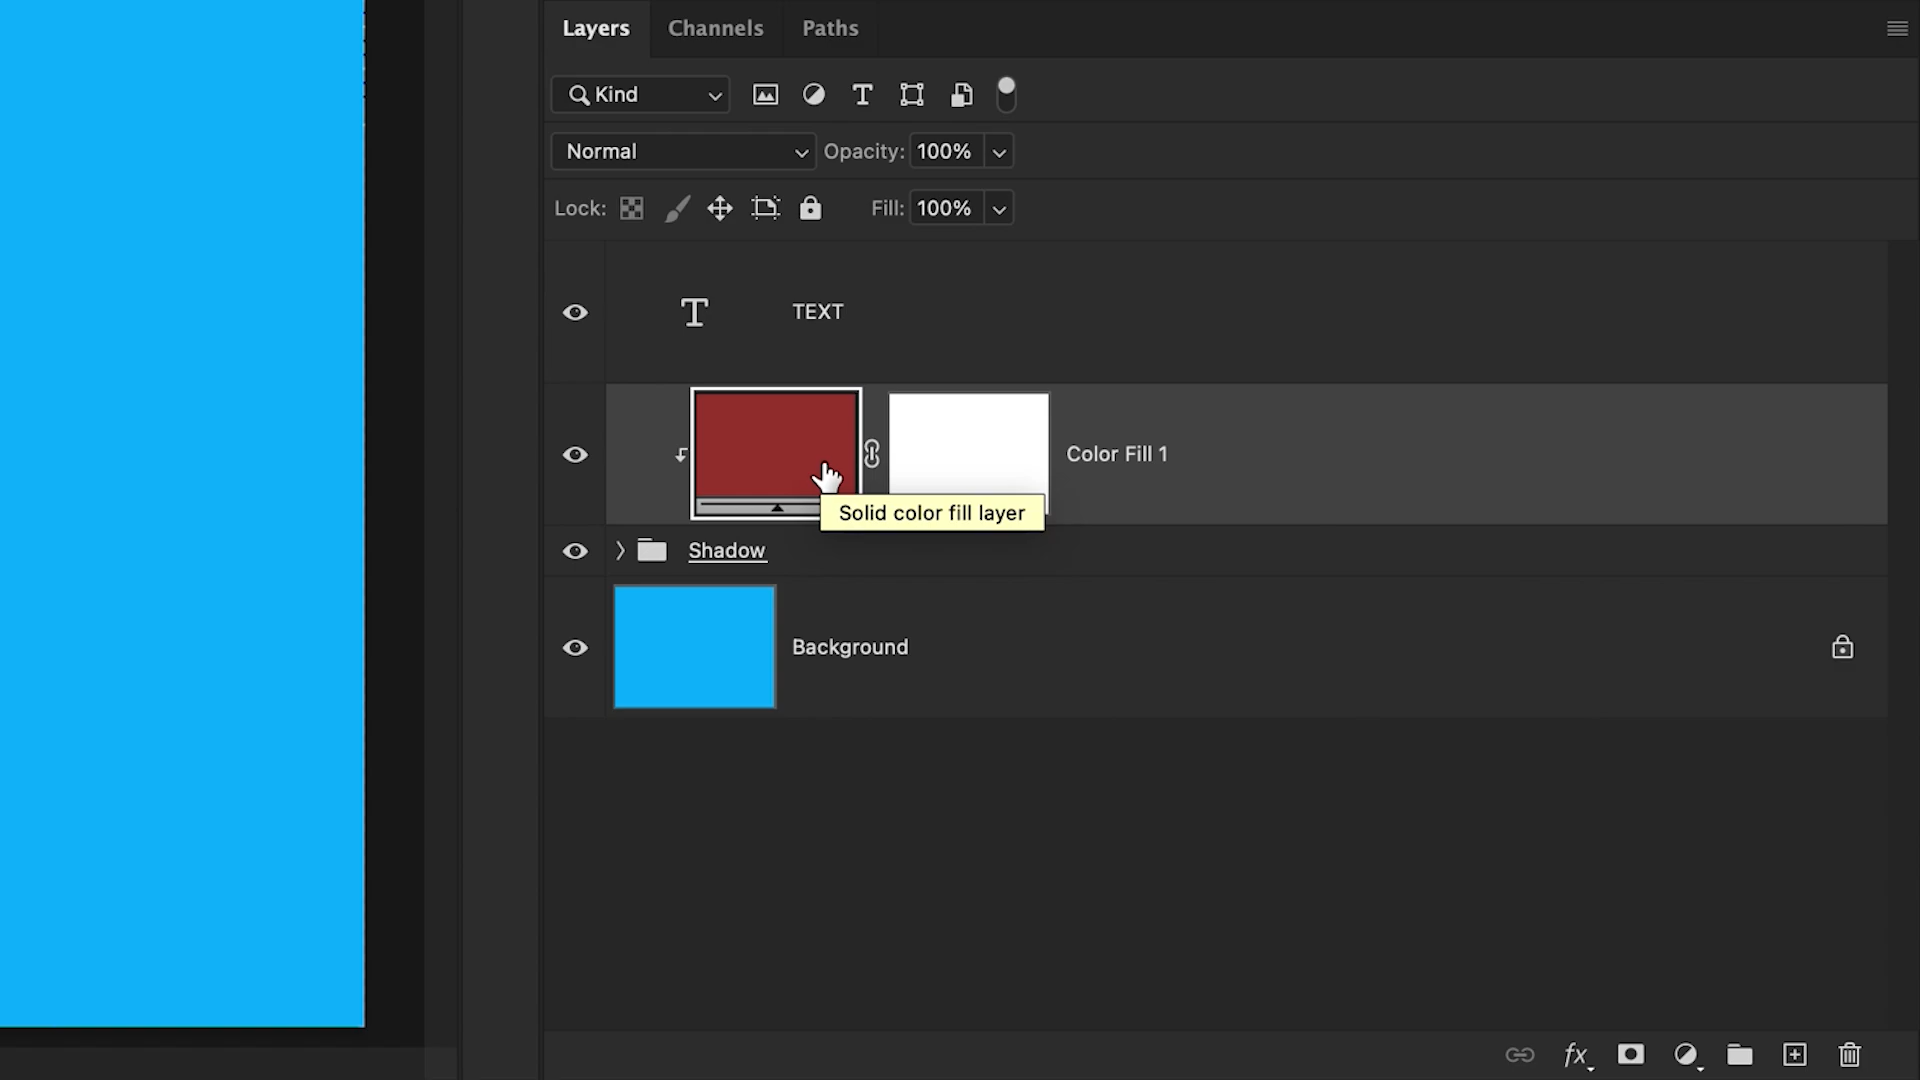 Layers Channels Paths
Kind
Normal Opacity: 100%
Lock: Fill: 100%
TEXT
Color Fill 1
Solid color fill layer
Shadow
Background
fx